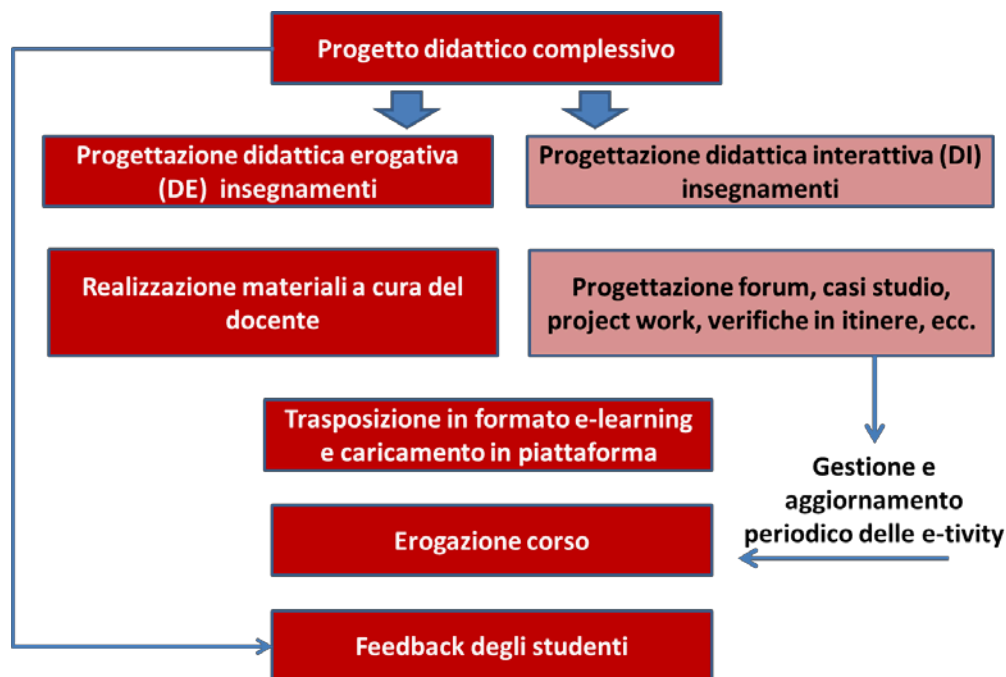 Progetto didattico complessivo
Progettazione didattica erogativa
(DE) insegnamenti
Progettazione didattica interattiva (DI)
insegnamenti
Realizzazione materiali a cura del
docente
Progettazione forum, casi studio,
project work, verifiche in itinere, ecc.
Trasposizione in formato e-learning
e caricamento in piattaforma
Gestione e
aggiornamento
periodico delle e-tivity
Erogazione corso
Feedback degli studenti